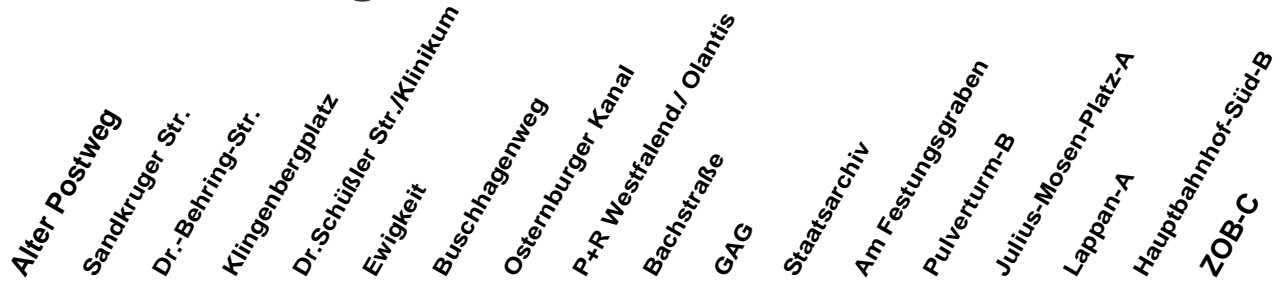 Alter Postweg
Sandkruger Str.
Dr.-Behring-Str.
Klingenbergplatz
Dr.Schüßler Str./Klinikum
Ewigkeit
Buschhagenweg
Osternburger Kanal
P+R Westfalend./ Olantis
Bachstraße
GAG
Staatsarchiv
Am Festungsgraben
Pulverturm-B
Julius-Mosen-Platz-A
Lappan-A
Hauptbahnhof-Süd-B
ZOB-C